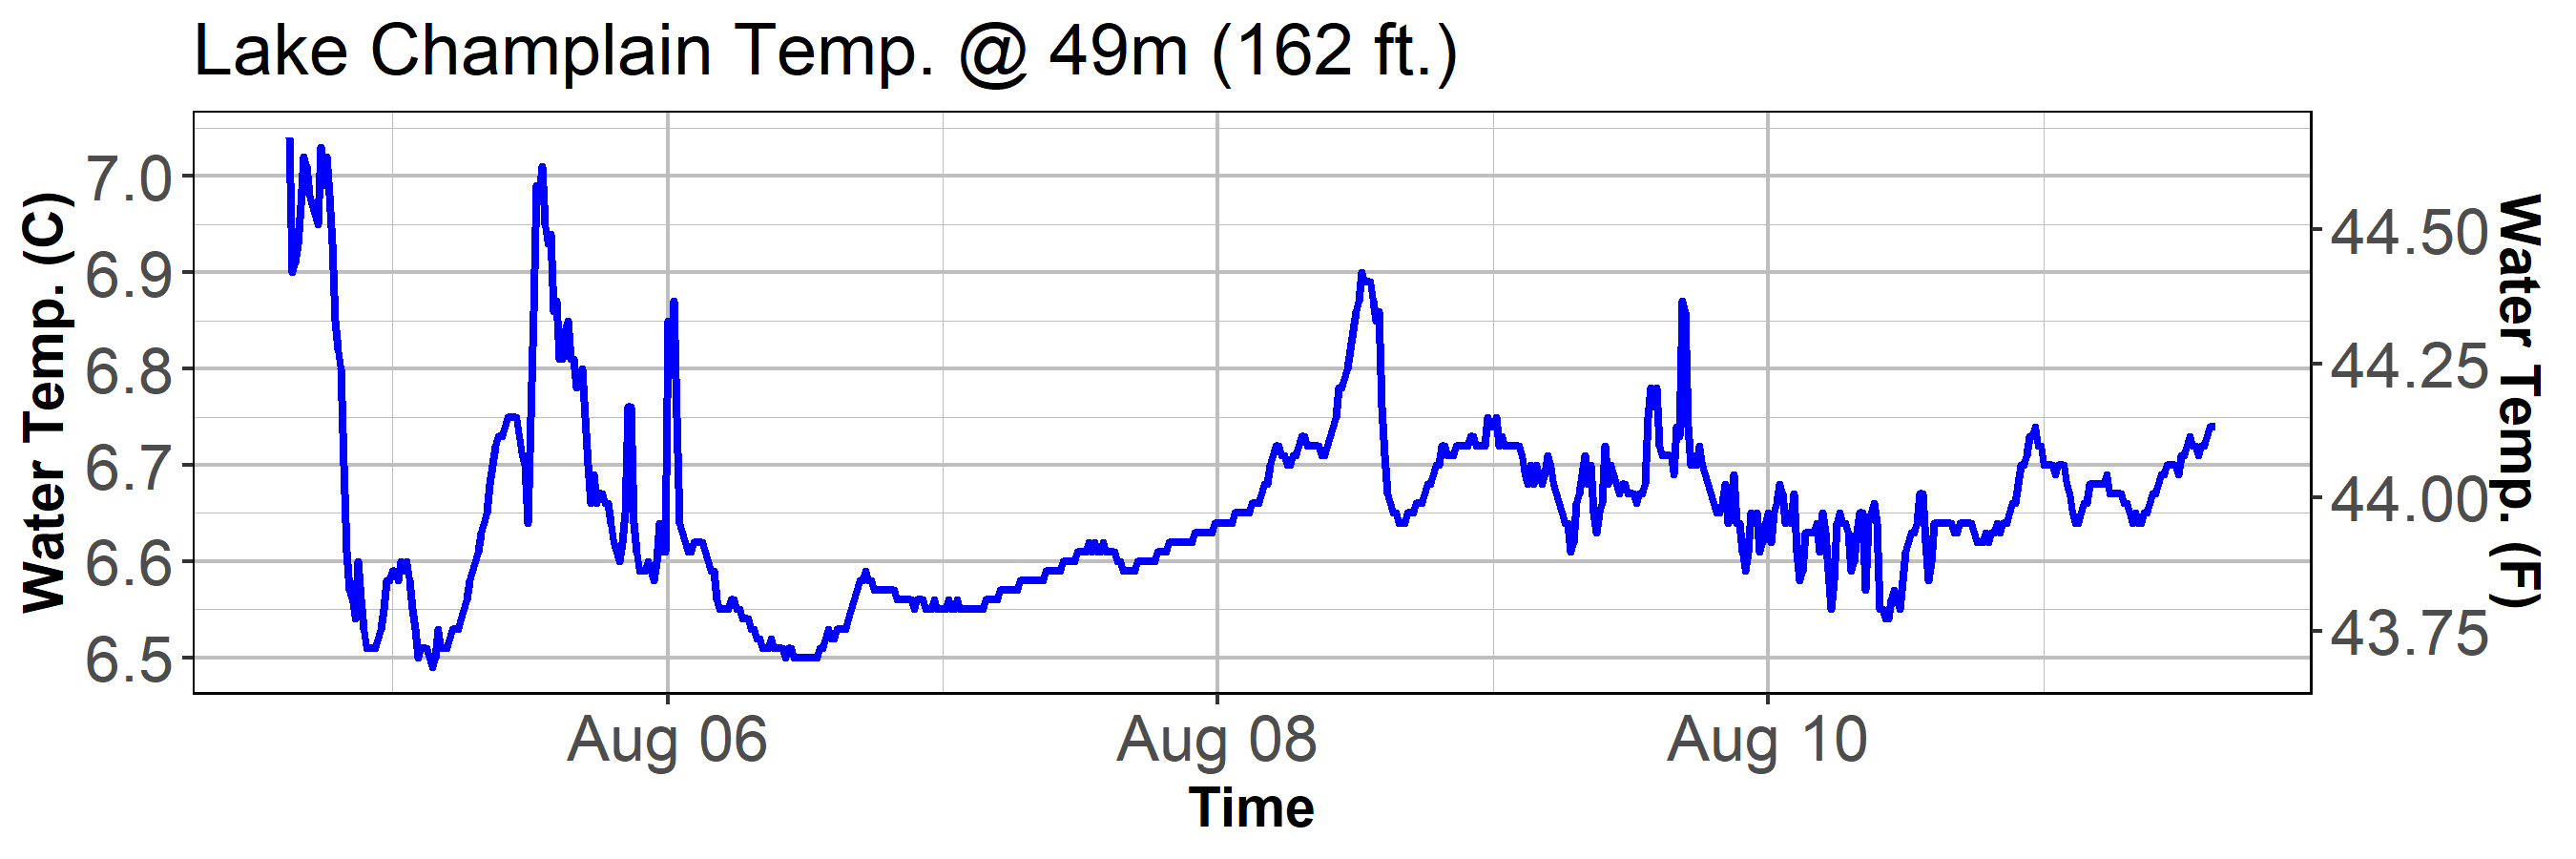 Lake Champlain Temp. @ 49m (162 ft.)
Water Temp. (C)
7.0
6.9
6.8
6.7
6.6
6.5
44.50
44.25
44.00
43.75
Water Temp. (F)
Aug 06 Aug 08 Aug 10
Time